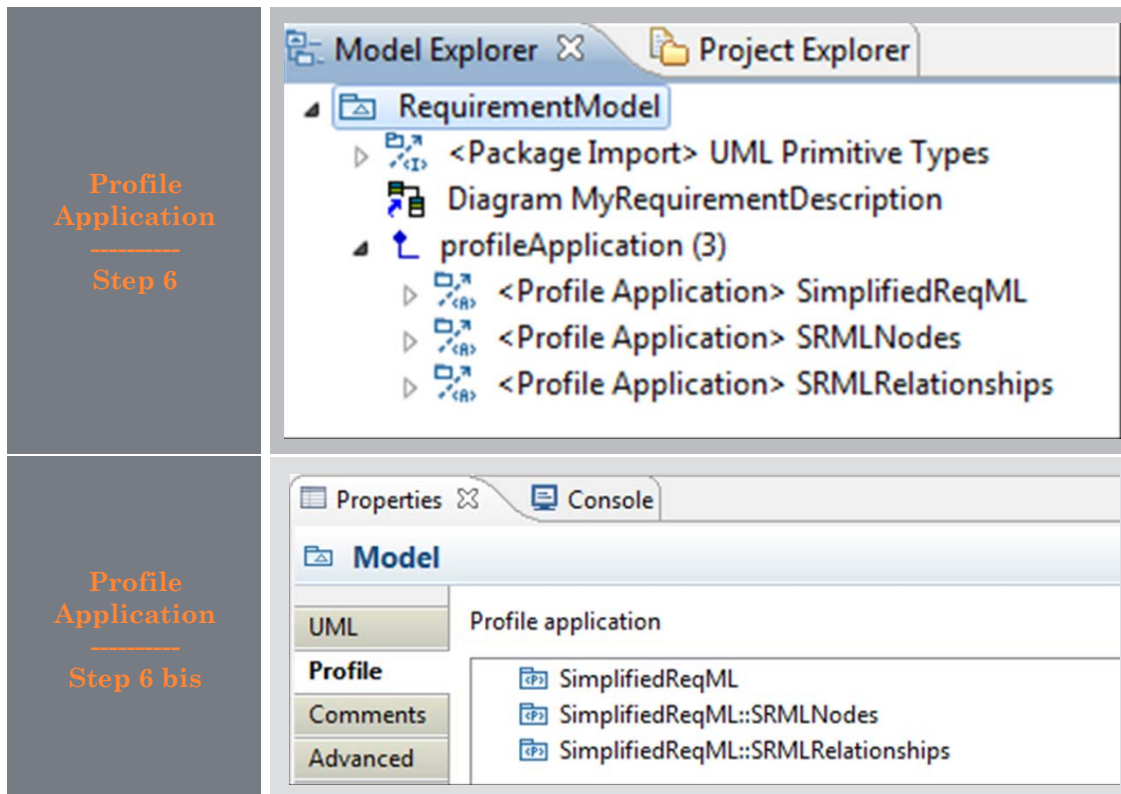 Profile
Application
----------
Step 6
Model Explorer
Project Explorer
RequirementModel
<Package Import> UML Primitive Types
Diagram MyRequirementDescription
profileApplication (3)
<Profile Application> SimplifiedReqML
<Profile Application> SRMLNodes
<Profile Application> SRMLRelationships
Profile
Application
----------
Step 6 bis
Properties
Console
Model
UML
Profile
Comments
Advanced
Profile application
SimplifiedReqML
SimplifiedReqML::SRMLNodes
SimplifiedReqML::SRMLRelationships